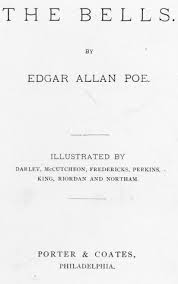 THE BELLS.
BY
EDGAR ALLAN POE.
ILLUSTRATED BY
DARLEY, McCUTCHEON, FREDERICKS, PERKINS,
KING, RIORDAN AND NORTHAM.
PORTER & COATES,
PHILADELPHIA.